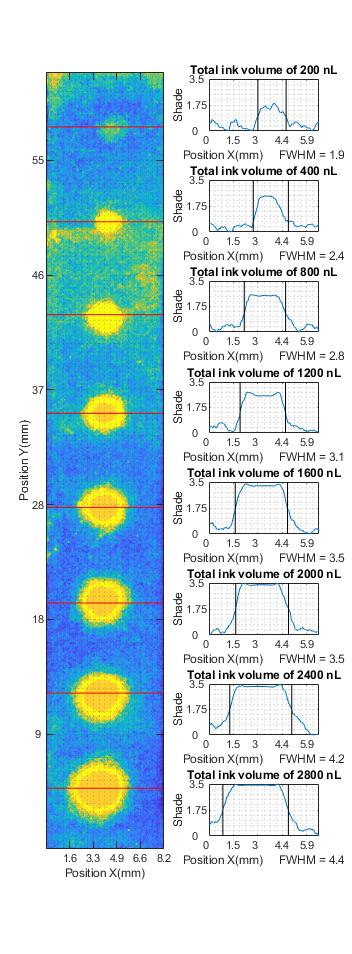 Total ink volume of 200 nL
3.5
1.75
0
Shade
0 1.5 3 4.4 5.9
Position X(mm) FWHM = 1.9
Total ink volume of 400 nL
3.5
1.75
0
Shade
0 1.5 3 4.4 5.9
Position X(mm) FWHM = 2.4
Total ink volume of 800 nL
3.5
1.75
0
Shade
0 1.5 3 4.4 5.9
Position X(mm) FWHM = 2.8
Total ink volume of 1200 nL
3.5
1.75
0
Shade
0 1.5 3 4.4 5.9
Position X(mm) FWHM = 3.1
Total ink volume of 1600 nL
3.5
1.75
0
Shade
0 1.5 3 4.4 5.9
Position X(mm) FWHM = 3.5
Total ink volume of 2000 nL
3.5
1.75
0
Shade
0 1.5 3 4.4 5.9
Position X(mm) FWHM = 3.5
Total ink volume of 2400 nL
3.5
1.75
0
Shade
0 1.5 3 4.4 5.9
Position X(mm) FWHM = 4.2
Total ink volume of 2800 nL
3.5
1.75
0
Shade
0 1.5 3 4.4 5.9
Position X(mm) FWHM = 4.4
55
46
37
28
18
9
Position Y(mm)
1.6 3.3 4.9 6.6 8.2
Position X(mm)